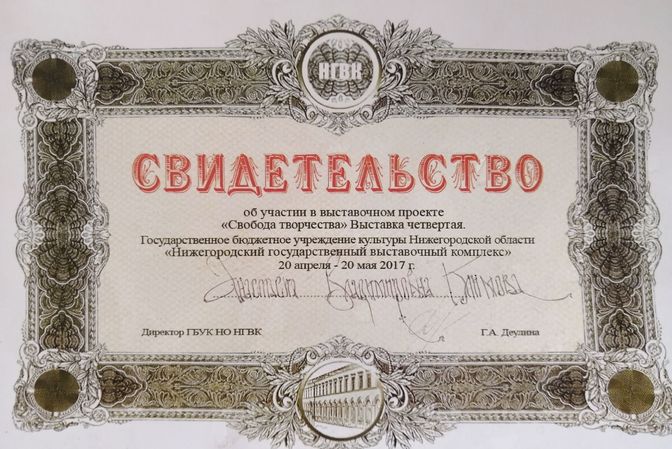 НГВК
СВИДЕТЕЛЬСТВО
об участии в выставочном проекте
«Свобода творчества» Выставка четвертая.
Государственное бюджетное учреждение культуры Нижегородской области
«Нижегородский государственный выставочный комплекс»
20 апреля - 20 мая 2017 г.
Анастасия Владимировна Климова
Директор ГБУК НО НГВК Г.А. Деулина